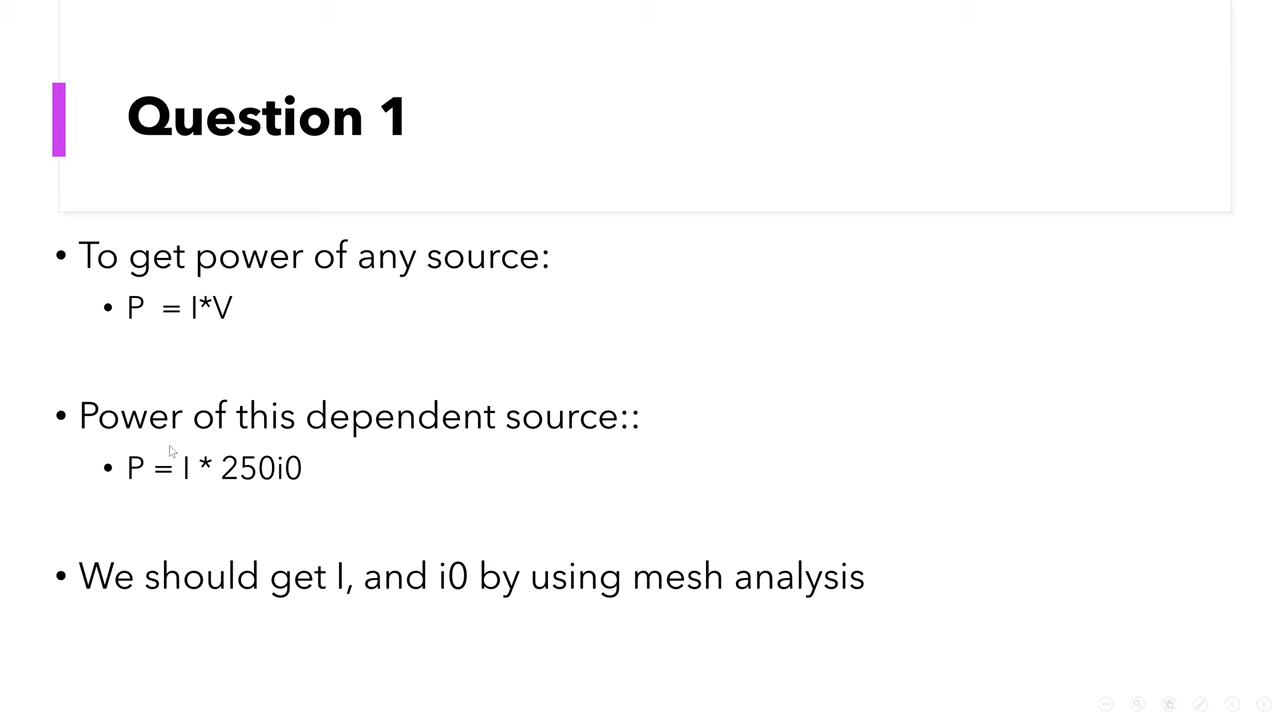 Question 1
• To get power of any source:
• P  = I*V
• Power of this dependent source::
• P = I * 250i0
• We should get I, and i0 by using mesh analysis